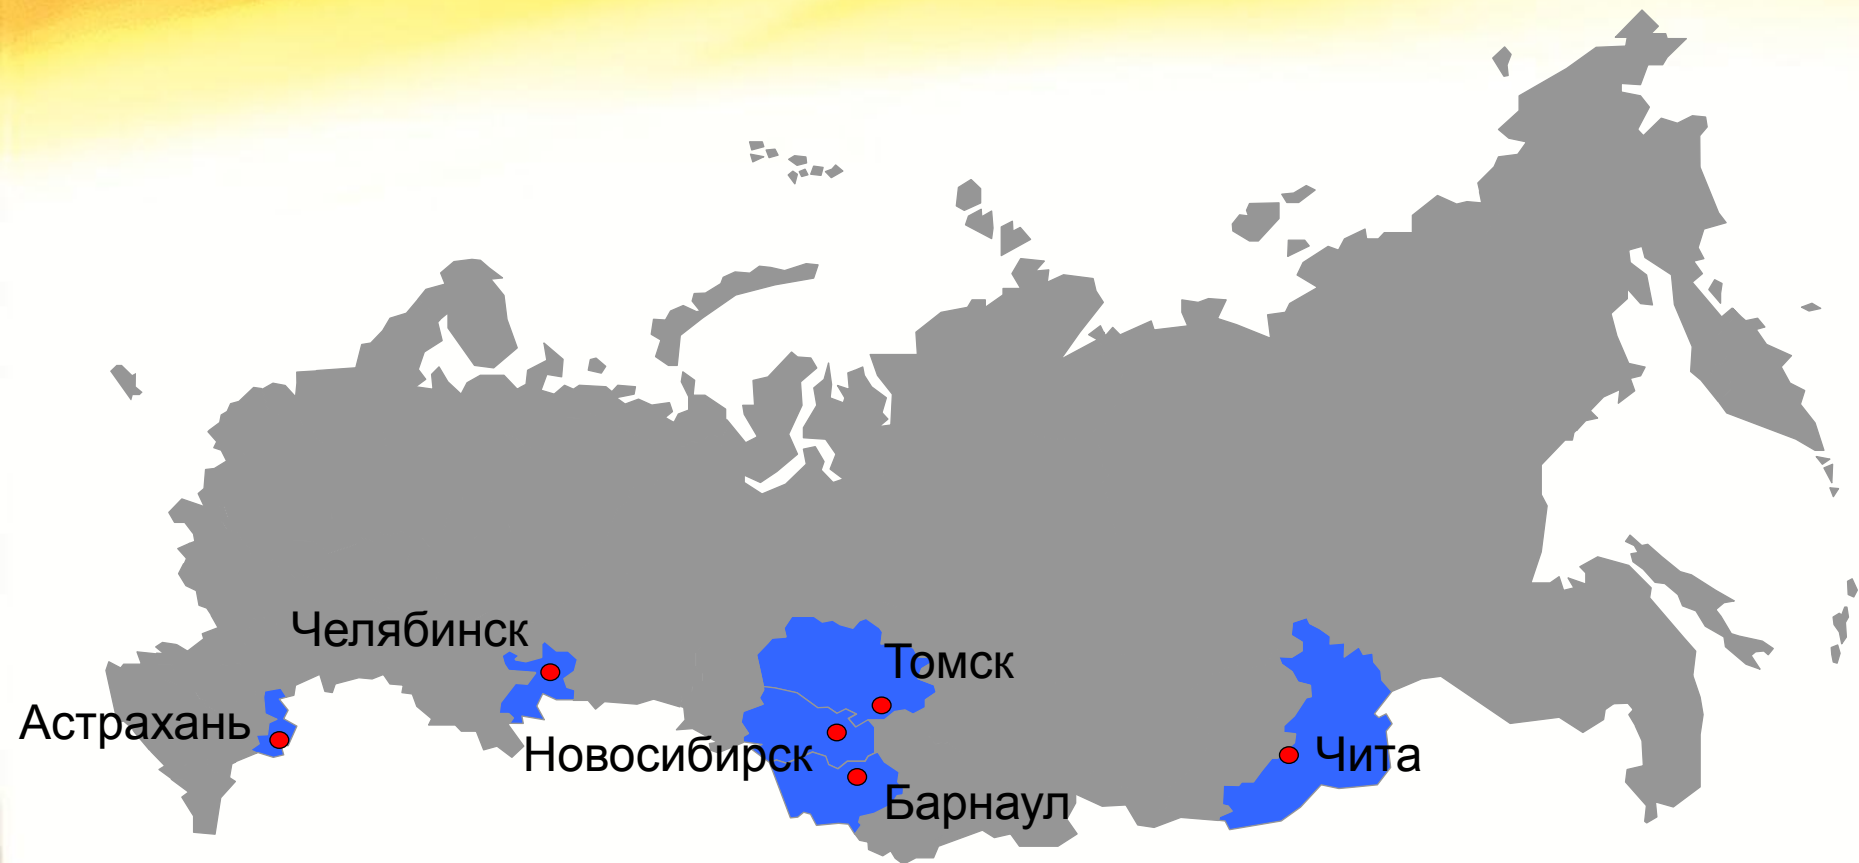 Челябинск
Томск
Астрахань
Новосибирск
Чита
Барнаул